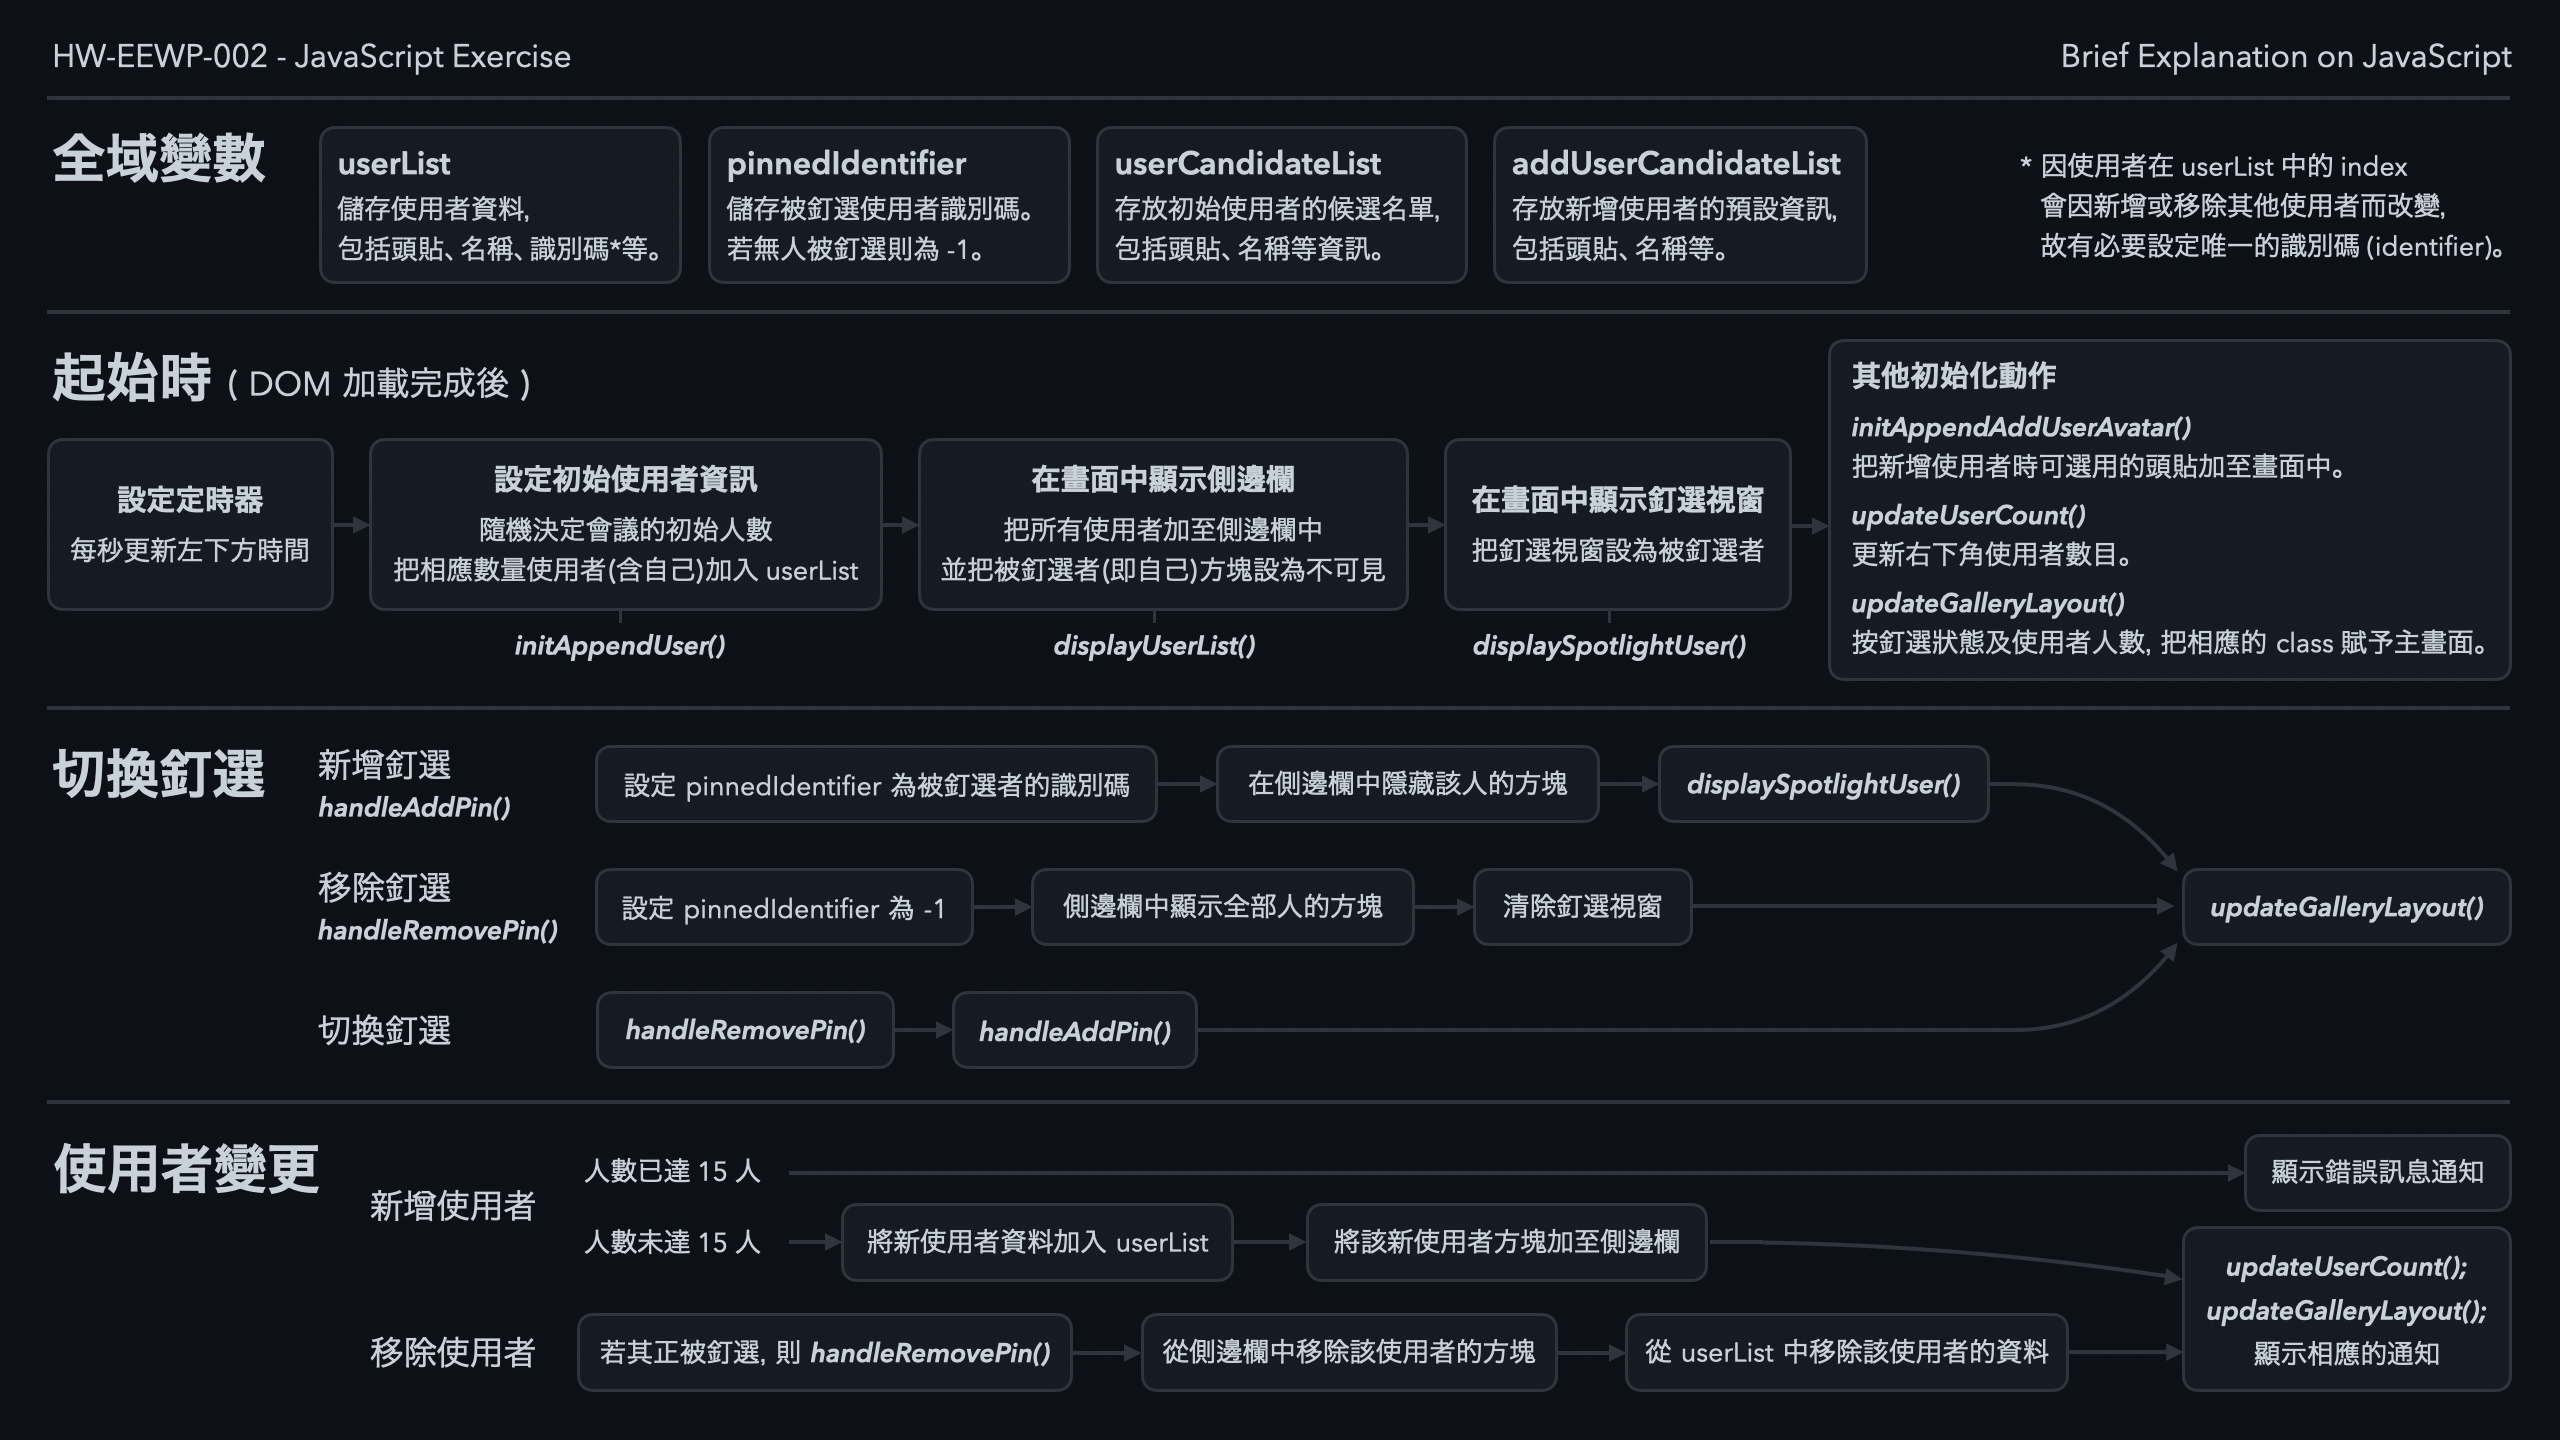 HW-EEWP-002 - JavaScript Exercise
Brief Explanation on JavaScript
全域變數
userList
儲存使用者資料,
包括頭貼、名稱、識別碼*等。
pinnedIdentifier
儲存被釘選使用者識別碼。
若無人被釘選則為 -1。
userCandidateList
存放初始使用者的候選名單,
包括頭貼、名稱等資訊。
addUserCandidateList
存放新增使用者的預設資訊,
包括頭貼、名稱等。
* 因使用者在 userList 中的 index
會因新增或移除其他使用者而改變,
故有必要設定唯一的識別碼 (identifier)。
起始時 ( DOM 加載完成後 )
設定定時器
每秒更新左下方時間
設定初始使用者資訊
隨機決定會議的初始人數
把相應數量使用者(含自己)加入 userList
initAppendUser()
在畫面中顯示側邊欄
把所有使用者加至側邊欄中
並把被釘選者(即自己)方塊設為不可見
displayUserList()
在畫面中顯示釘選視窗
把釘選視窗設為被釘選者
displaySpotlightUser()
其他初始化動作
initAppendAddUserAvatar()
把新增使用者時可選用的頭貼加至畫面中。
updateUserCount()
更新右下角使用者數目。
updateGalleryLayout()
按釘選狀態及使用者人數, 把相應的 class 賦予主畫面。
切換釘選
新增釘選
handleAddPin()
設定 pinnedIdentifier 為被釘選者的識別碼
在側邊欄中隱藏該人的方塊
displaySpotlightUser()
移除釘選
handleRemovePin()
設定 pinnedIdentifier 為 -1
側邊欄中顯示全部人的方塊
清除釘選視窗
updateGalleryLayout()
切換釘選
handleRemovePin()
handleAddPin()
使用者變更
新增使用者
人數已達 15 人
顯示錯誤訊息通知
人數未達 15 人
將新使用者資料加入 userList
將該新使用者方塊加至側邊欄
移除使用者
若其正被釘選, 則 handleRemovePin()
從側邊欄中移除該使用者的方塊
從 userList 中移除該使用者的資料
updateUserCount();
updateGalleryLayout();
顯示相應的通知